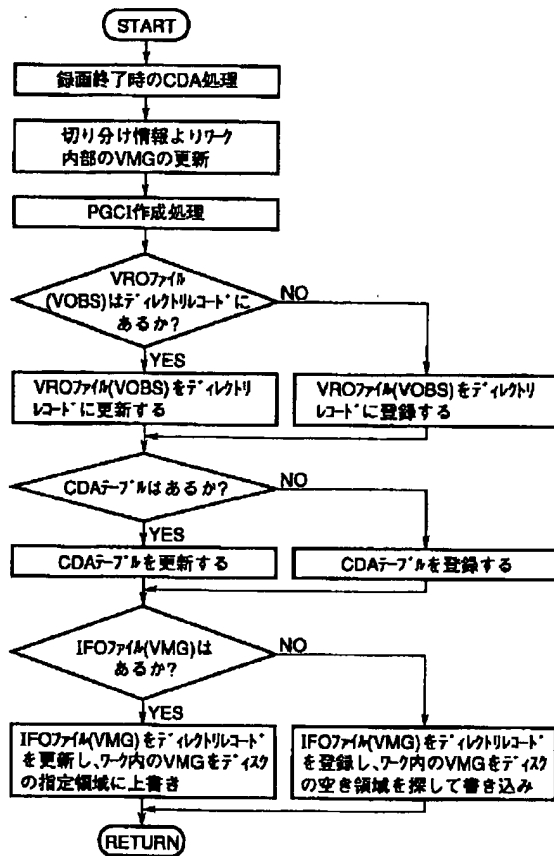 START
録画終了時のCDA処理
切り分け情報よりワーク
内部のVMGの更新
PGCI作成処理
VROファイル
(VOBS)はディレクトリレコードに
あるか?
NO
YES
VROファイル(VOBS)をディレクトリ
レコードに更新する
VROファイル(VOBS)をディレクトリ
レコードに登録する
CDAテーブルはあるか?
NO
YES
CDAテーブルを更新する
CDAテーブルを登録する
IFOファイル(VMG)は
あるか?
NO
YES
IFOファイル(VMG)をディレクトリレコード
を更新し、ワーク内のVMGをディスク
の指定領域に上書き
IFOファイル(VMG)をディレクトリレコード
を登録し、ワーク内のVMGをディスク
の空き領域を探して書き込み
RETURN